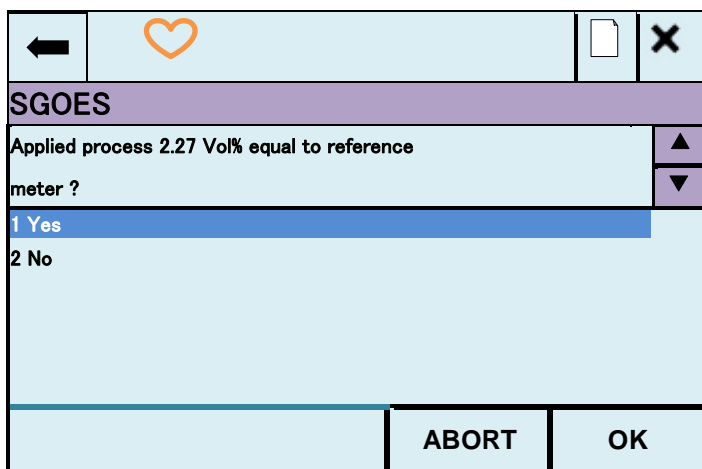 SGOES
Applied process 2.27 Vol% equal to reference
meter ?
1 Yes
2 No
ABORT OK